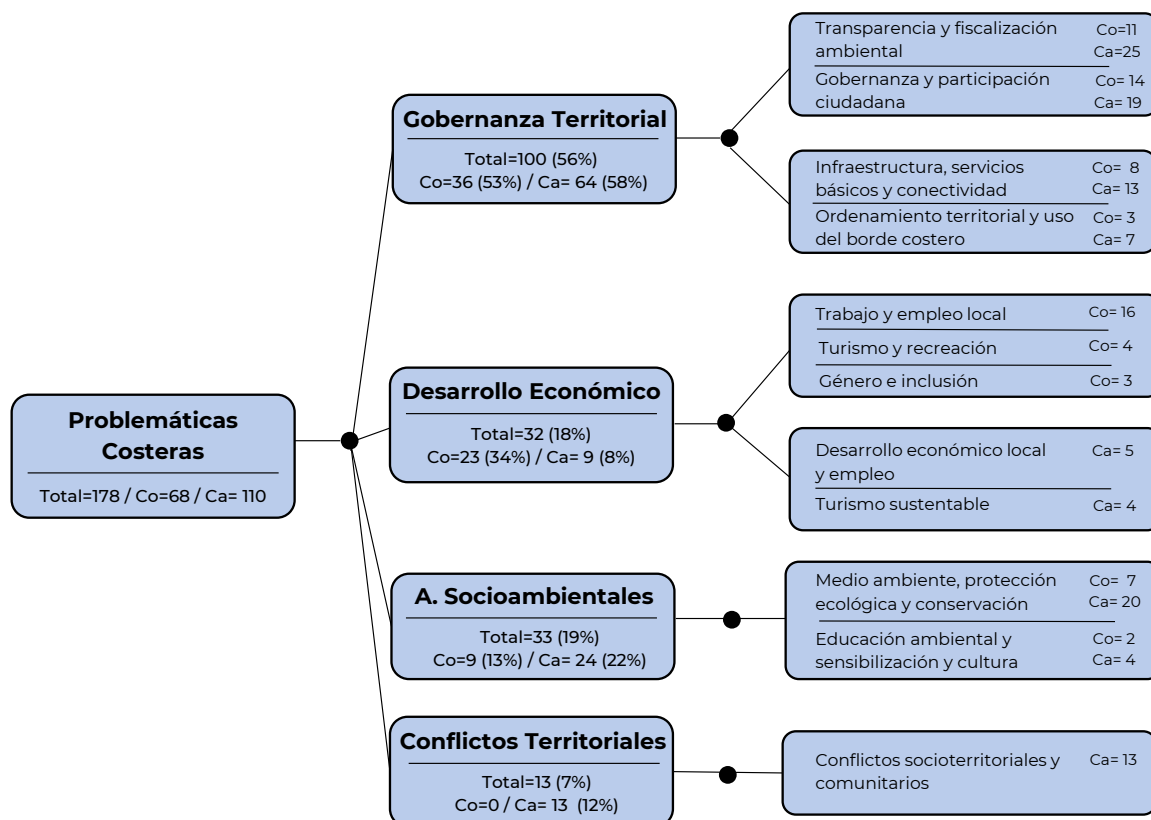 Problemáticas
Costeras
Total=178 / Co=68 / Ca= 110
Gobernanza Territorial
Total=100 (56%)
Co=36 (53%) / Ca= 64 (58%)
Transparencia y fiscalización Co=11
ambiental Ca=25
Gobernanza y participación Co= 14
ciudadana Ca= 19
Infraestructura, servicios Co= 8
básicos y conectividad Ca= 13
Ordenamiento territorial y uso Co= 3
del borde costero Ca= 7
Desarrollo Económico
Total=32 (18%)
Co=23 (34%) / Ca= 9 (8%)
Trabajo y empleo local Co= 16
Turismo y recreación Co= 4
Género e inclusión Co= 3
Desarrollo económico local Ca= 5
y empleo
Turismo sustentable Ca= 4
A. Socioambientales
Total=33 (19%)
Co=9 (13%) / Ca= 24 (22%)
Medio ambiente, protección Co= 7
ecológica y conservación Ca= 20
Educación ambiental y Co= 2
sensibilización y cultura Ca= 4
Conflictos Territoriales
Total=13 (7%)
Co=0 / Ca= 13 (12%)
Conflictos socioterritoriales y Ca= 13
comunitarios